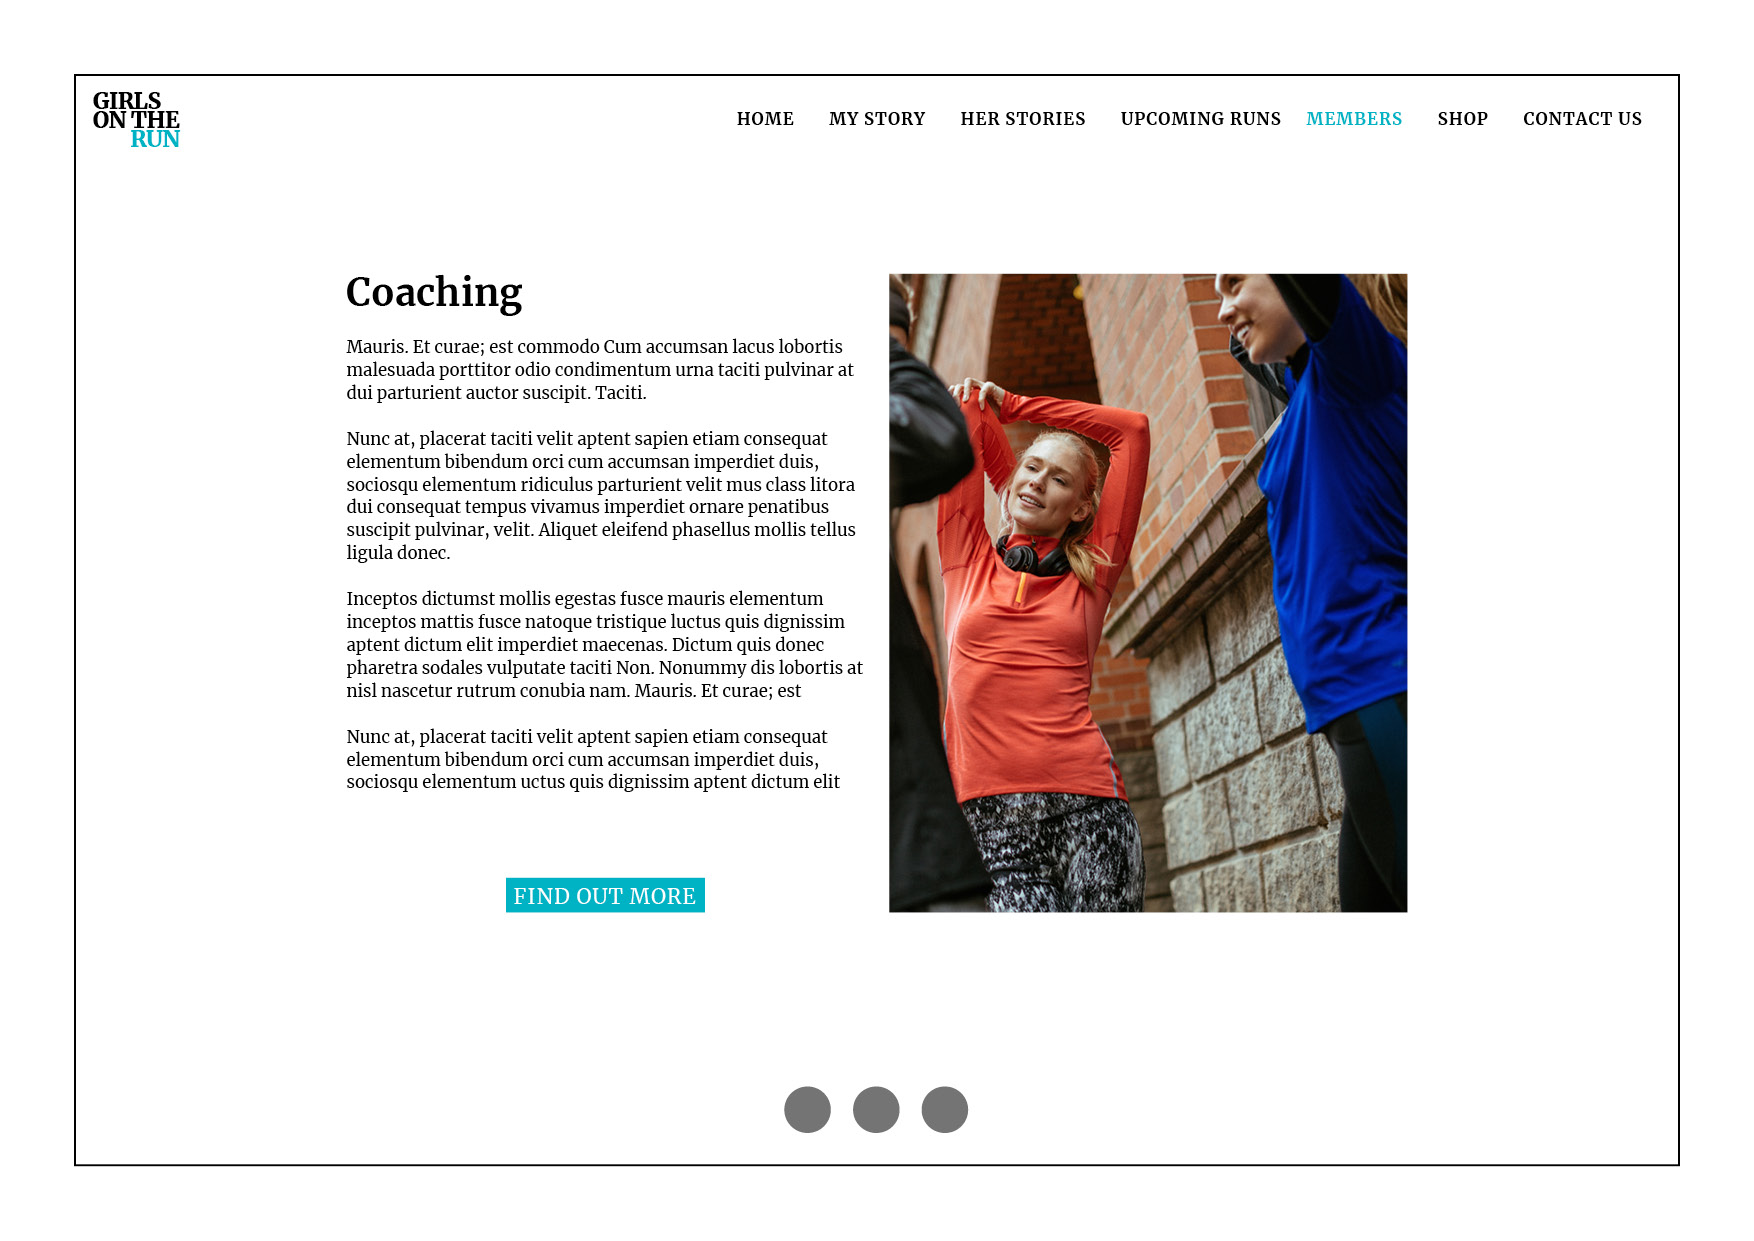 GIRLS
ON THE
RUN
HOME MY STORY HER STORIES UPCOMING RUNS MEMBERS SHOP CONTACT US
Coaching
Mauris. Et curae; est commodo Cum accumsan lacus lobortis
malesuada porttitor odio condimentum urna taciti pulvinar at
dui parturient auctor suscipit. Taciti.
Nunc at, placerat taciti velit aptent sapien etiam consequat
elementum bibendum orci cum accumsan imperdiet duis,
sociosqu elementum ridiculus parturient velit mus class litora
dui consequat tempus vivamus imperdiet ornare penatibus
suscipit pulvinar, velit. Aliquet eleifend phasellus mollis tellus
ligula donec.
Inceptos dictumst mollis egestas fusce mauris elementum
inceptos mattis fusce natoque tristique luctus quis dignissim
aptent dictum elit imperdiet maecenas. Dictum quis donec
pharetra sodales vulputate taciti Non. Nonummy dis lobortis at
nisl nascetur rutrum conubia nam. Mauris. Et curae; est
Nunc at, placerat taciti velit aptent sapien etiam consequat
elementum bibendum orci cum accumsan imperdiet duis,
sociosqu elementum uctus quis dignissim aptent dictum elit
FIND OUT MORE